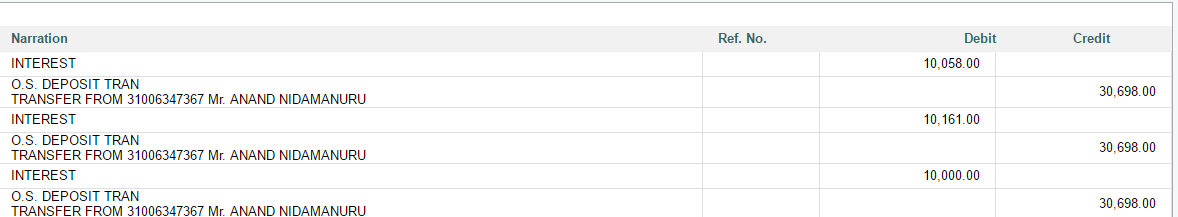 Narration Ref. No. Debit Credit
INTEREST 10,058.00
O.S. DEPOSIT TRAN
TRANSFER FROM 31006347367 Mr. ANAND NIDAMANURU 30,698.00
INTEREST 10,161.00
O.S. DEPOSIT TRAN
TRANSFER FROM 31006347367 Mr. ANAND NIDAMANURU 30,698.00
INTEREST 10,000.00
O.S. DEPOSIT TRAN
TRANSFER FROM 31006347367 Mr. ANAND NIDAMANURU 30,698.00